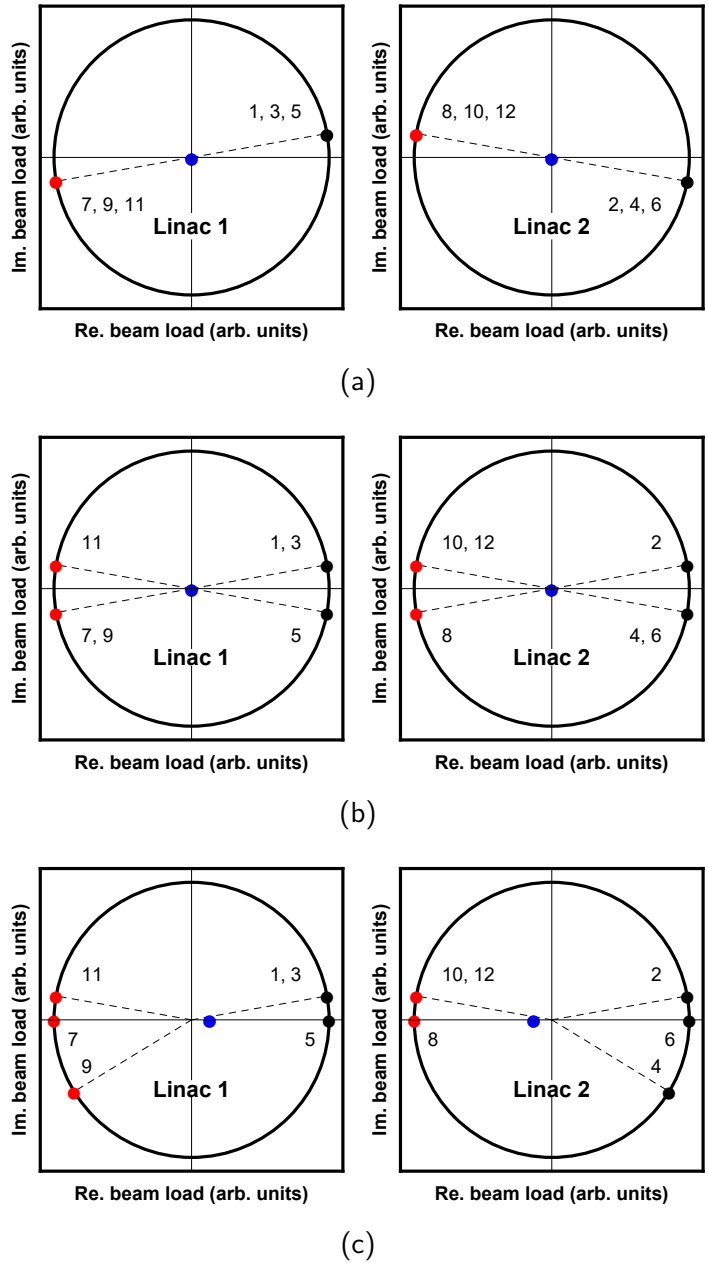 Im. beam load (arb. units)
1, 3, 5
7, 9, 11
Linac 1
Re. beam load (arb. units)
Im. beam load (arb. units)
8, 10, 12
2, 4, 6
Linac 2
Re. beam load (arb. units)
(a)
Im. beam load (arb. units)
11
1, 3
7, 9
5
Linac 1
Re. beam load (arb. units)
Im. beam load (arb. units)
10, 12
2
8
4, 6
Linac 2
Re. beam load (arb. units)
(b)
Im. beam load (arb. units)
11
1, 3
7
5
9
Linac 1
Re. beam load (arb. units)
Im. beam load (arb. units)
10, 12
2
8
6
4
Linac 2
Re. beam load (arb. units)
(c)